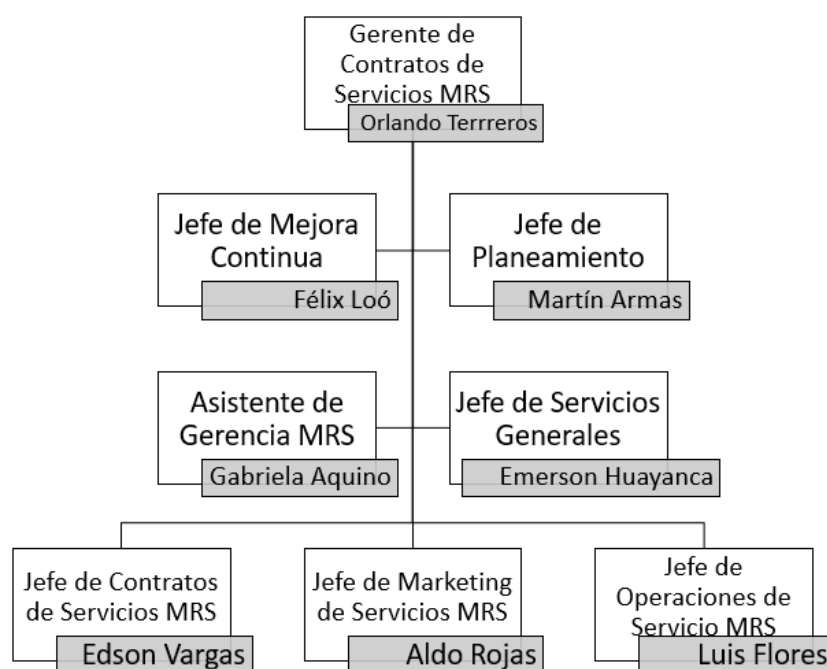 Gerente de
Contratos de
Servicios MRS
Orlando Terrreros
Jefe de Mejora
Continua
Félix Loó
Jefe de
Planeamiento
Martín Armas
Asistente de
Gerencia MRS
Gabriela Aquino
Jefe de Servicios
Generales
Emerson Huayanca
Jefe de Contratos
de Servicios MRS
Edson Vargas
Jefe de Marketing
de Servicios MRS
Aldo Rojas
Jefe de
Operaciones de
Servicio MRS
Luis Flores